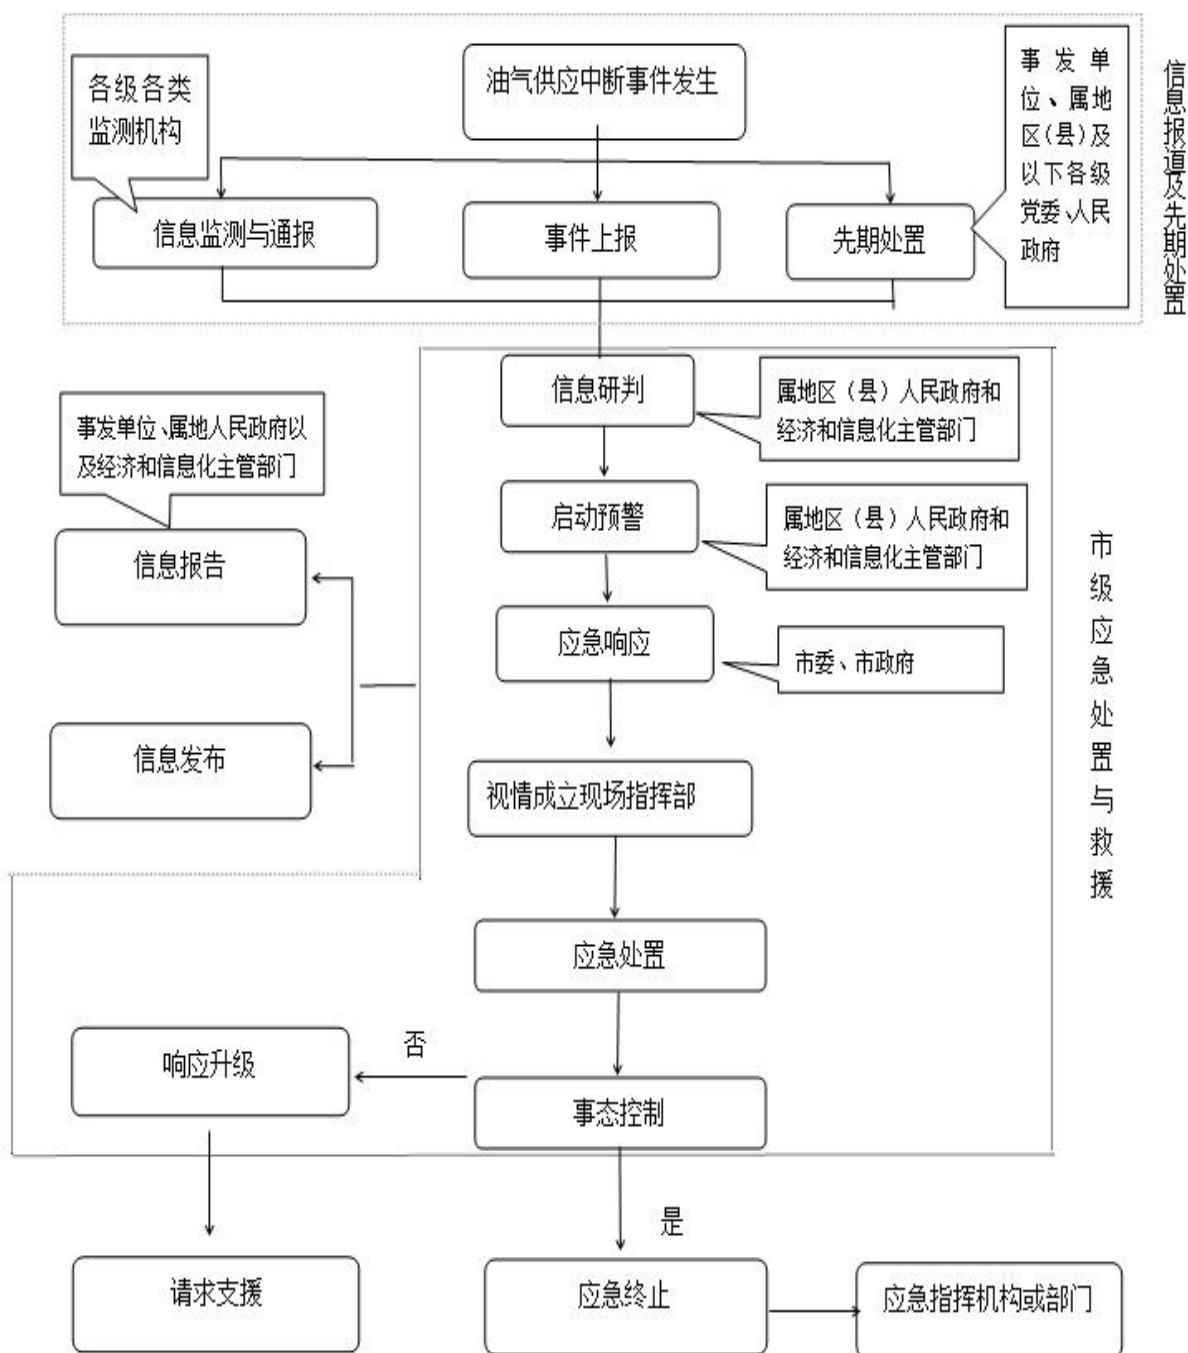 油气供应中断事件发生
各级各类
监测机构
事发单
位、属地
区（县）及
以下各级
党委、人民
政府
信息报道及先期处置
信息监测与通报
事件上报
先期处置
信息研判
属地区（县）人民政府和
经济和信息化主管部门
事发单位、属地人民政府以
及经济和信息化主管部门
启动预警
属地区（县）人民政府和
经济和信息化主管部门
信息报告
应急响应
市委、市政府
市级应急处置与救援
信息发布
视情成立现场指挥部
应急处置
响应升级
否
事态控制
是
请求支援
应急终止
应急指挥机构或部门